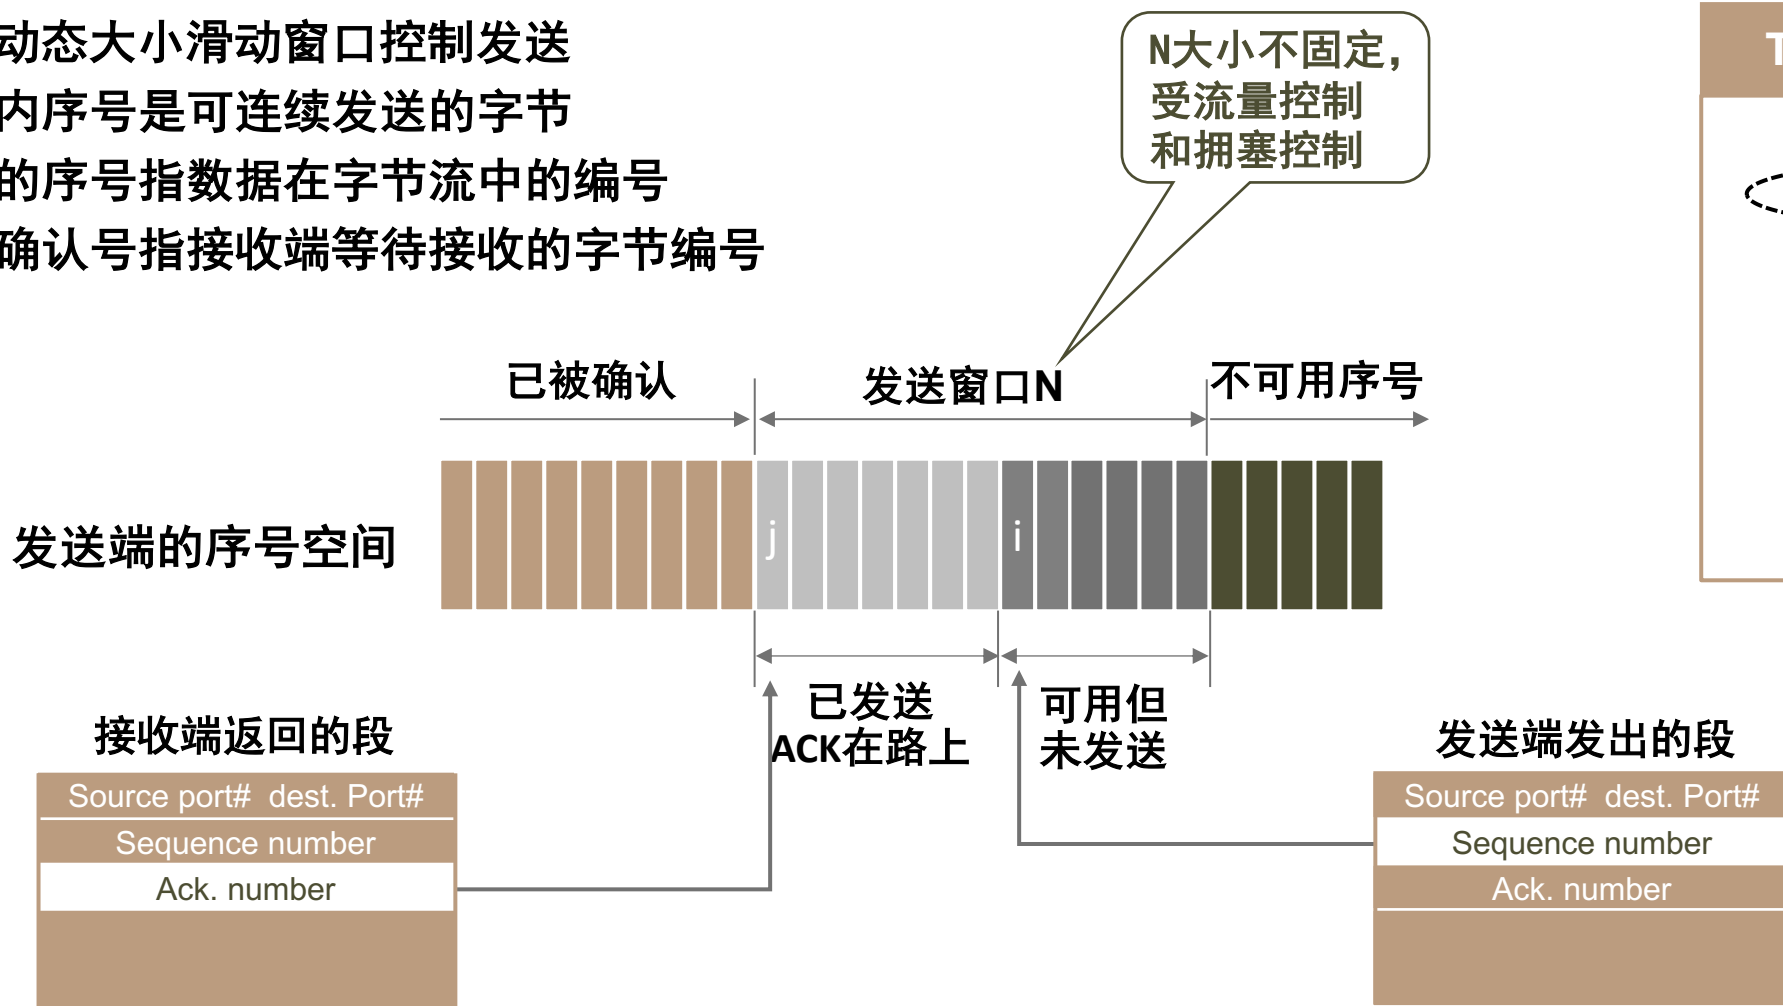 动态大小滑动窗口控制发送
内序号是可连续发送的字节
的序号指数据在字节流中的编号
确认号指接收端等待接收的字节编号
N大小不固定，
受流量控制
和拥塞控制
T
已被确认
发送窗口N
不可用序号
发送端的序号空间
j
i
已发送
ACK在路上
可用但
未发送
接收端返回的段
Source port# dest. Port#
Sequence number
Ack. number
发送端发出的段
Source port# dest. Port#
Sequence number
Ack. number